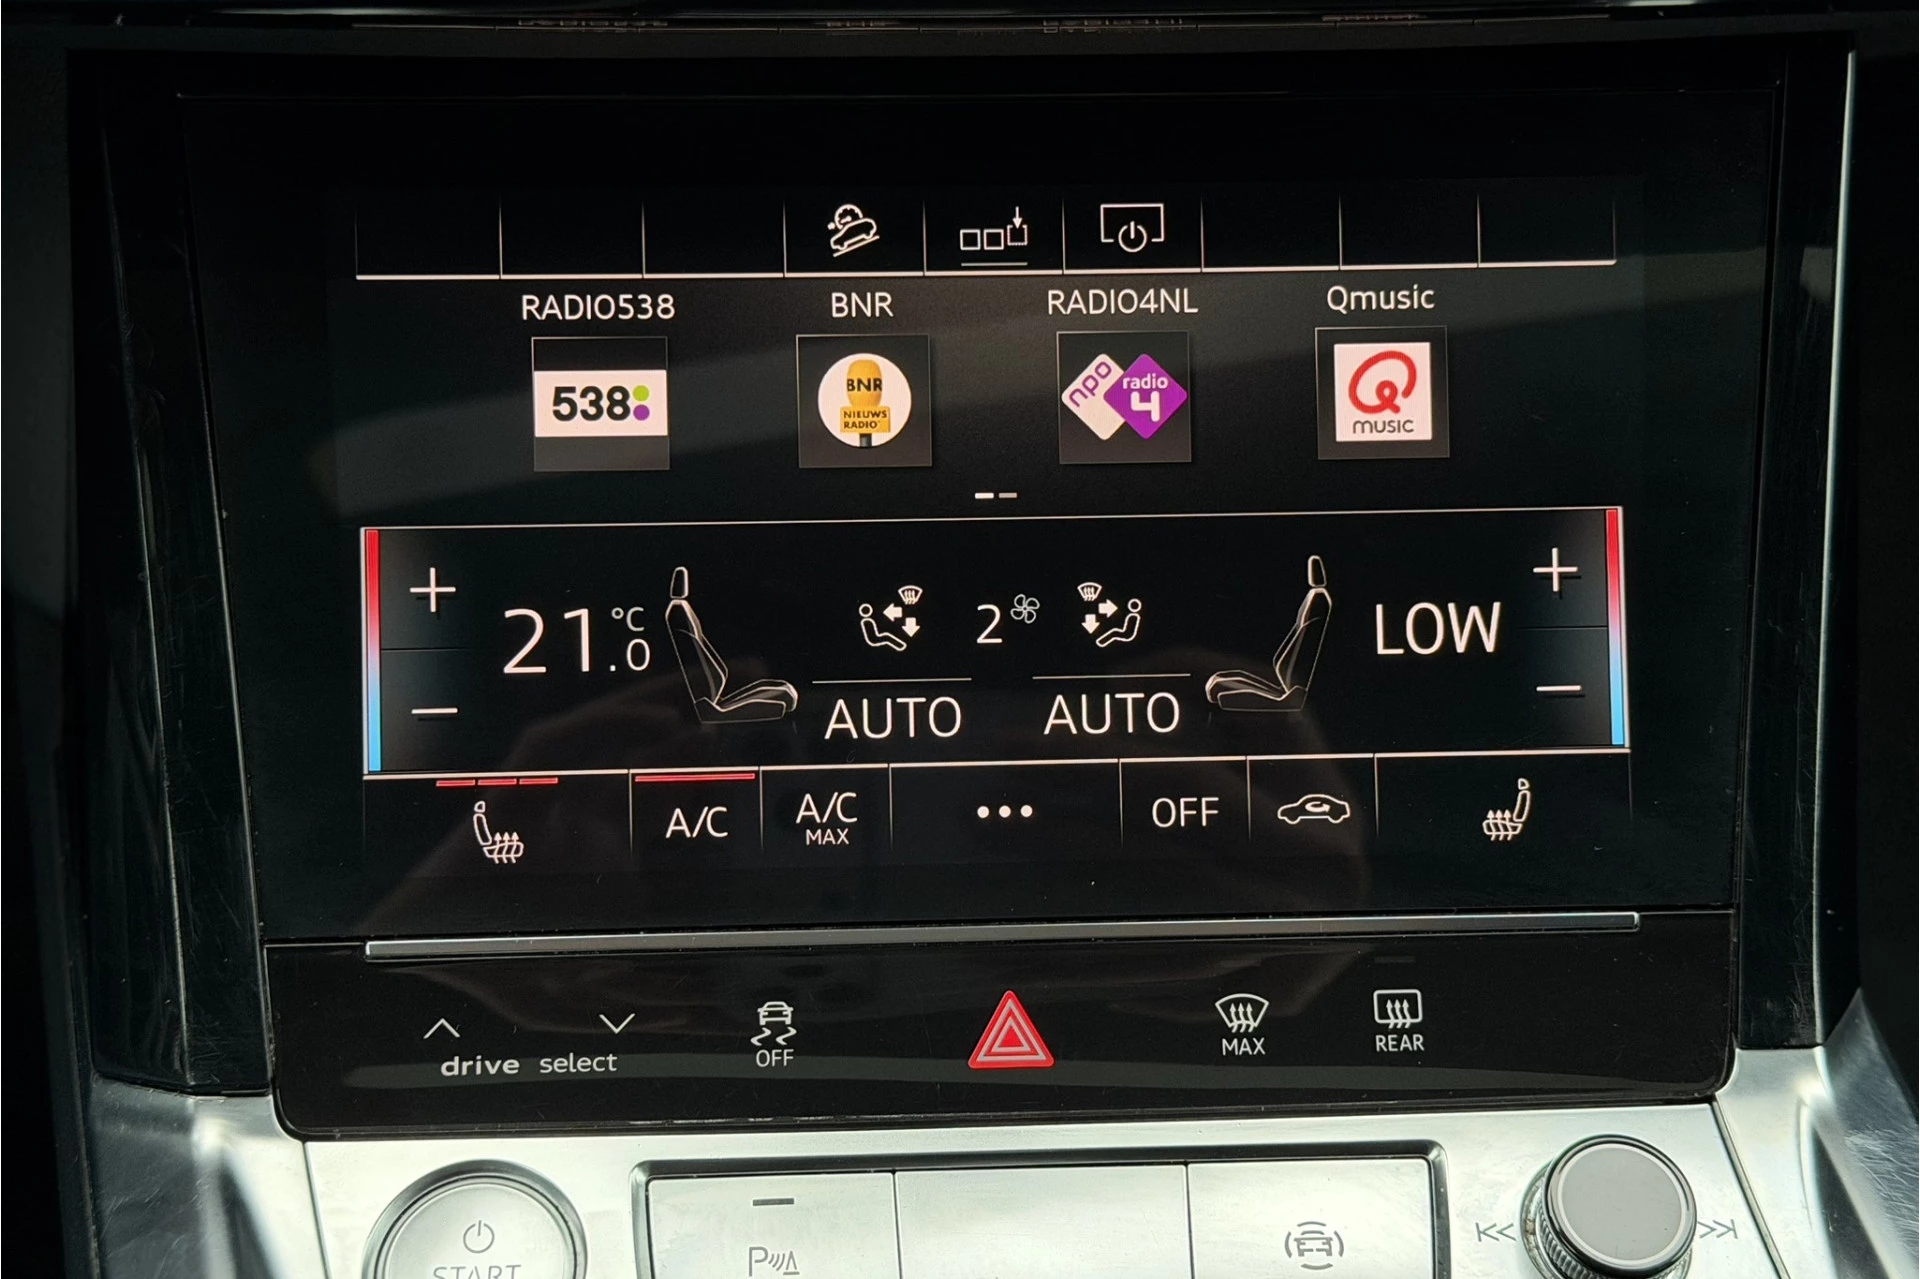 RADIO538
BNR
RADIO4NL
Qmusic
538
BNR
NIEUWS
RADIO
npo
radio
4
MUSIC
21.0 °C
2
LOW
AUTO
AUTO
A/C
A/C
MAX
OFF
drive select
OFF
MAX
REAR
START
P